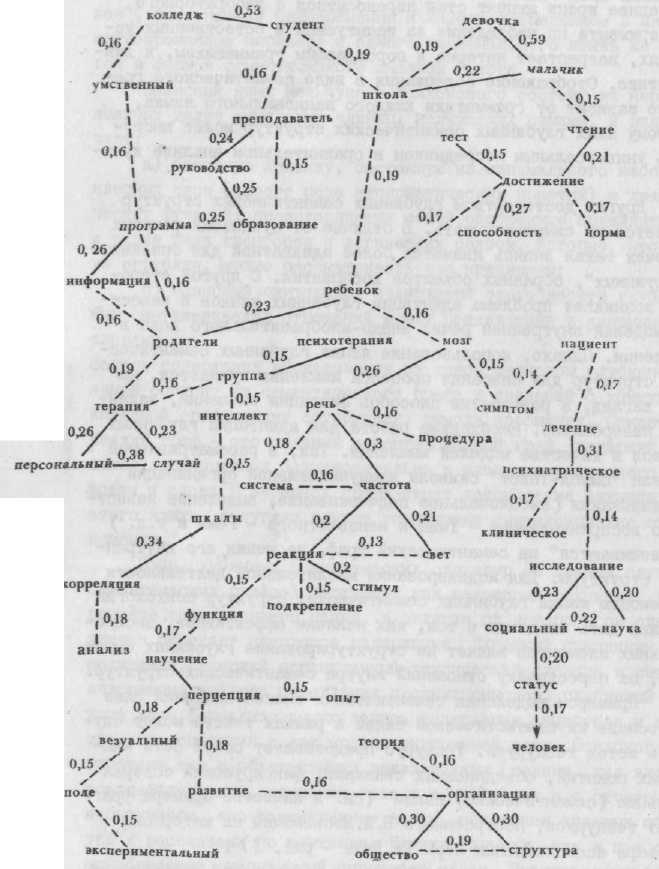 колледж 0,53 студент девочка
0,16 0,19 0,19 0,59
умственный 0,16 школа 0,22 мальчик
преподаватель 0,15
0,24 тест чтение
0,16 руководство 0,15 0,19 0,15 0,21
0,25 достижение
программа 0,25 образование 0,17 0,27 0,17
способность норма
0,26
информация 0,16 ребенок
0,16 0,23 0,16
родители психотерапия мозг пациент
0,19 0,16 группа 0,15 0,26 0,15 0,14 0,17
терапия 0,15 речь симптом
интеллект 0,16 лечение
0,26 0,23 0,18 0,3 процедура 0,31
персональный 0,38 случай 0,15 психиатрическое
система 0,16 частота
0,17 0,14
шкалы 0,2 0,21 клиническое
0,34 реакция 0,13 свет
исследование
корреляция 0,15 0,2 стимул
0,15 0,23 0,20
0,18 функция подкрепление 0,22
анализ 0,17 социальный наука
научение 0,20
статус
0,18 перцепция 0,15 опыт
0,17
везуальный 0,18 теория человек
0,15 0,16
поле развитие 0,16 организация
0,15 0,30 0,30
экспериментальный общество 0,19 структура